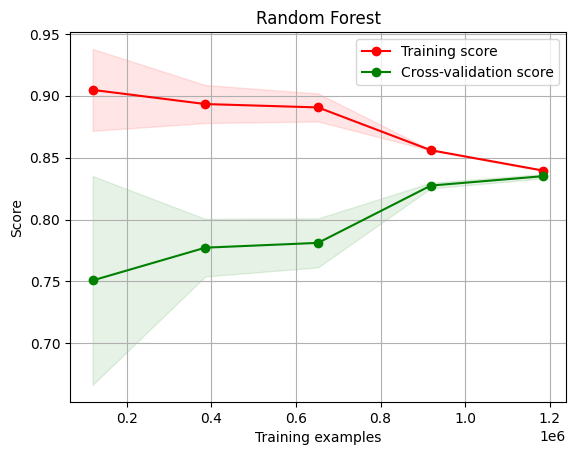 Random Forest
Training score
Cross-validation score
0.95
0.90
0.85
0.80
0.75
0.70
Score
0.2
0.4
0.6
0.8
1.0
1.2
1e6
Training examples